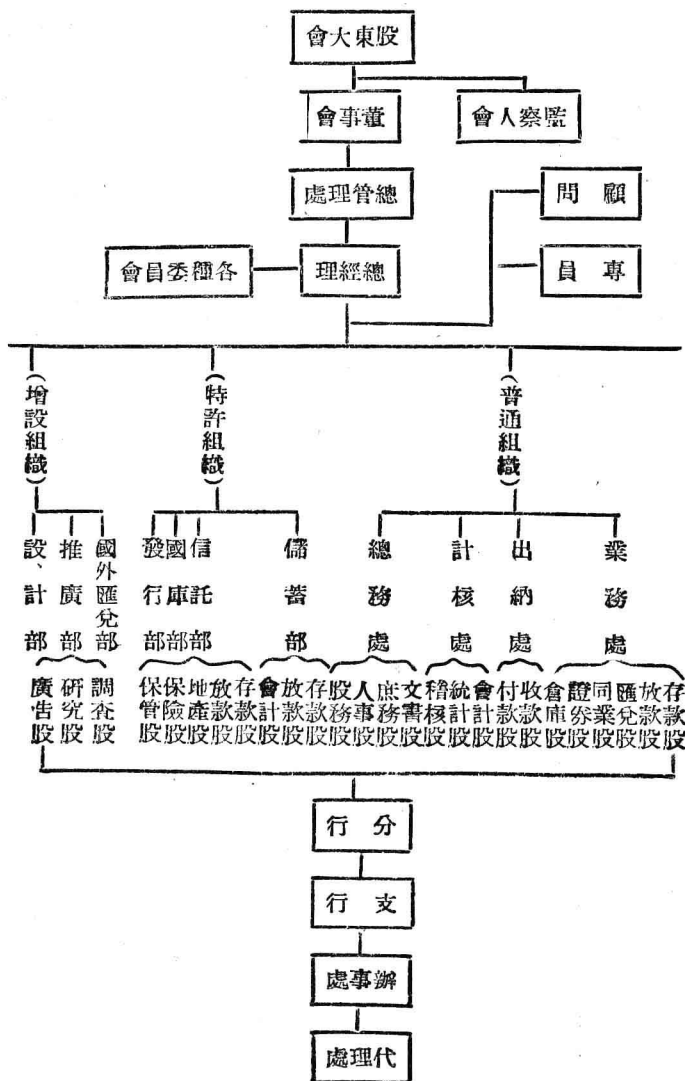 股東大會
監察人會
董事會
總管理處
顧問
專員
總經理
各種委員會
(普通組織)
(特許組織)
(增設組織)
業務處
出納處
計核處
總務處
儲蓄部
信託部
國庫部
發行部
國外匯兌部
推廣部
設、計部
存款股
放款股
匯兌股
同業股
證券股
倉庫股
收款股
付款股
會計股
統計股
稽核股
文書股
庶務股
人事股
股務股
存款股
放款股
會計股
存款股
放款股
地產股
保險股
保管股
調查股
研究股
廣告股
分行
支行
辦事處
代理處